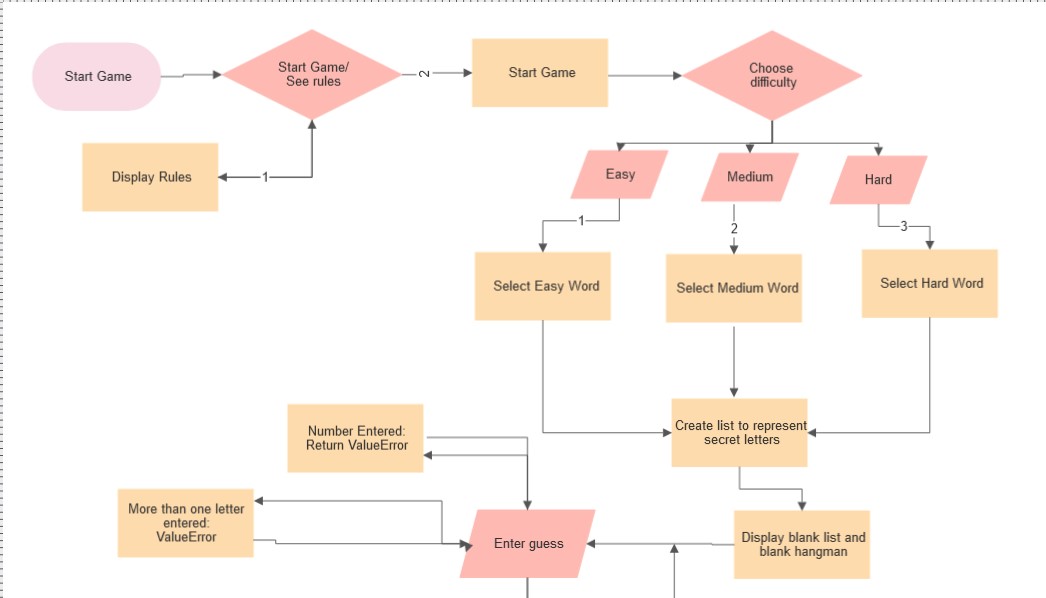 Start Game
Start Game/
See rules
2
Start Game
Choose
difficulty
Display Rules
1
Easy
Medium
Hard
1
2
3
Select Easy Word
Select Medium Word
Select Hard Word
Number Entered:
Return ValueError
Create list to represent
secret letters
More than one letter
entered:
ValueError
Enter guess
Display blank list and
blank hangman